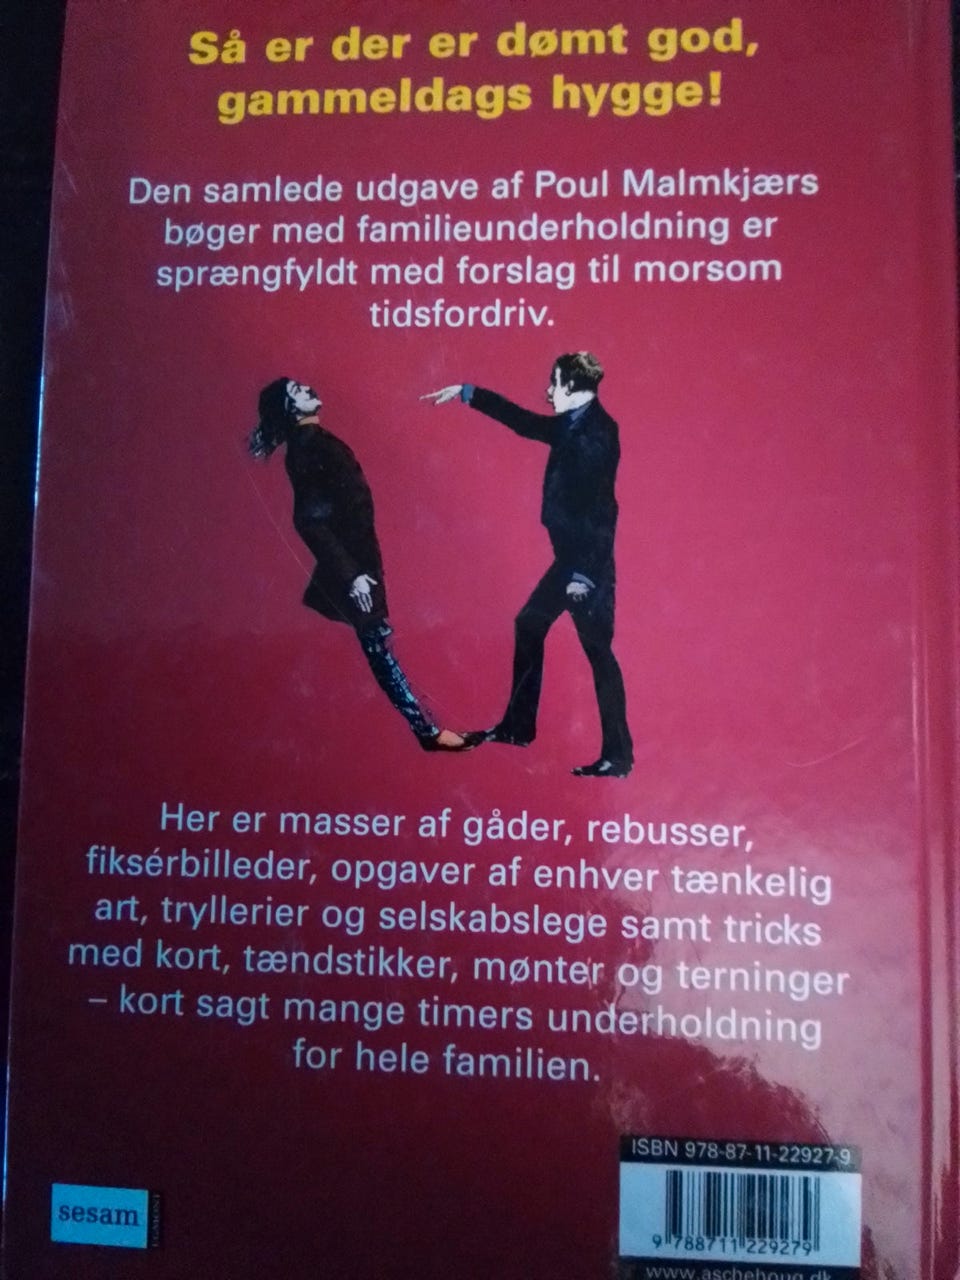 Så er der er dømt god,
gammeldags hygge!
Den samlede udgave af Poul Malmkjærs
bøger med familieunderholdning er
sprængfyldt med forslag til morsom
tidsfordriv.
Her er masser af gåder, rebusser,
fiksérbilleder, opgaver af enhver tænkelig
art, tryllerier og selskabslege samt tricks
med kort, tændstikker, mønter og terninger
– kort sagt mange timers underholdning
for hele familien.
ISBN 978-87-11-22927-9
9 788711 229279
www.aschehoug.dk
sesam
EGMONT